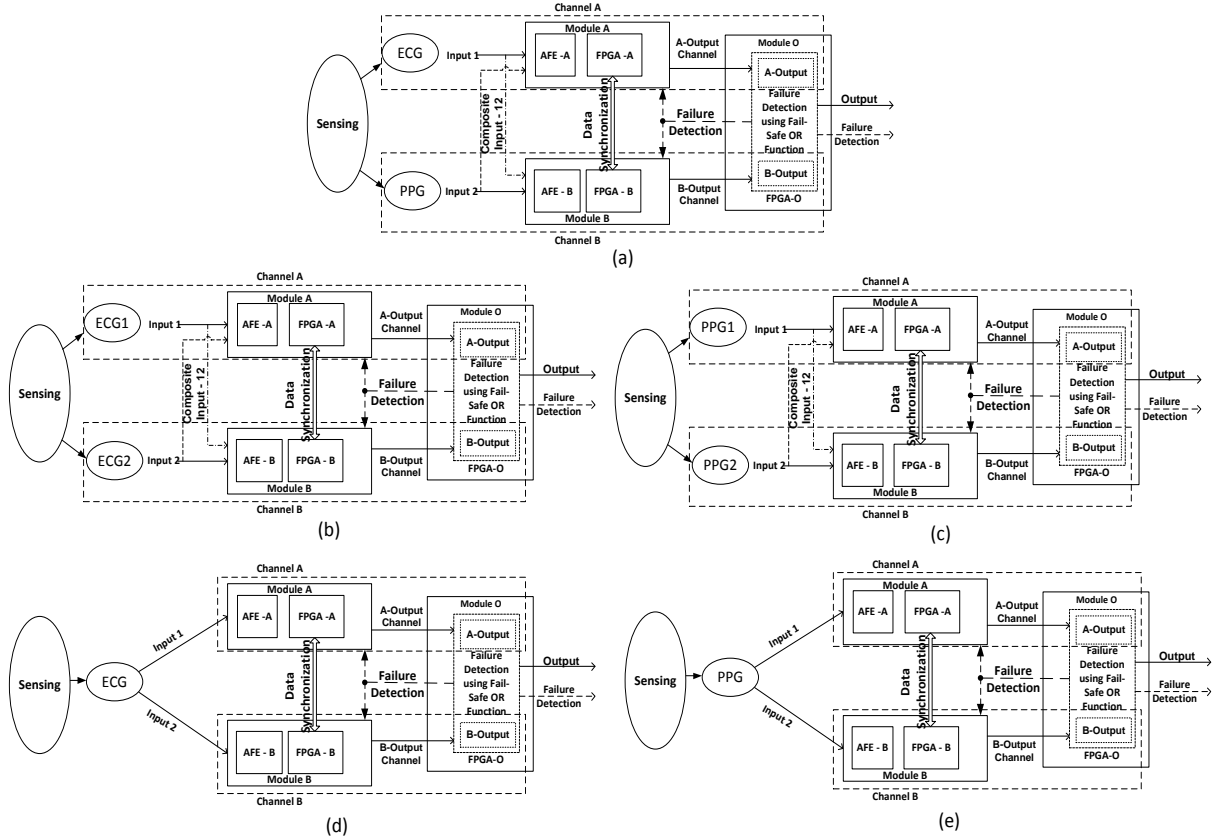 Channel A
Module A
ECG
Input 1
AFE -A
FPGA -A
A-Output
Channel
Module O
A-Output
Sensing
Composite
Input - 12
Data
Synchronization
Failure
Detection
Failure
Detection
using Fail-
Safe OR
Function
Output
Failure
Detection
PPG
Input 2
AFE - B
FPGA - B
B-Output
Channel
B-Output
FPGA-O
Module B
Channel B
(a)
Channel A
Module A
ECG1
Input 1
AFE -A
FPGA -A
A-Output
Channel
Module O
A-Output
Sensing
Composite
Input - 12
Data
Synchronization
Failure
Detection
Failure
Detection
using Fail-
Safe OR
Function
Output
Failure
Detection
ECG2
Input 2
AFE - B
FPGA - B
B-Output
Channel
B-Output
FPGA-O
Module B
Channel B
(b)
Channel A
Module A
PPG1
Input 1
AFE -A
FPGA -A
A-Output
Channel
Module O
A-Output
Sensing
Composite
Input - 12
Data
Synchronization
Failure
Detection
Failure
Detection
using Fail-
Safe OR
Function
Output
Failure
Detection
PPG2
Input 2
AFE - B
FPGA - B
B-Output
Channel
B-Output
FPGA-O
Module B
Channel B
(c)
Channel A
Module A
AFE -A
FPGA -A
A-Output
Channel
Module O
A-Output
Input 1
Sensing
ECG
Input 2
Data
Synchronization
Failure
Detection
Failure
Detection
using Fail-
Safe OR
Function
Output
Failure
Detection
AFE - B
FPGA - B
B-Output
Channel
B-Output
FPGA-O
Module B
Channel B
(d)
Channel A
Module A
AFE -A
FPGA -A
A-Output
Channel
Module O
A-Output
Input 1
Sensing
PPG
Input 2
Data
Synchronization
Failure
Detection
Failure
Detection
using Fail-
Safe OR
Function
Output
Failure
Detection
AFE - B
FPGA - B
B-Output
Channel
B-Output
FPGA-O
Module B
Channel B
(e)